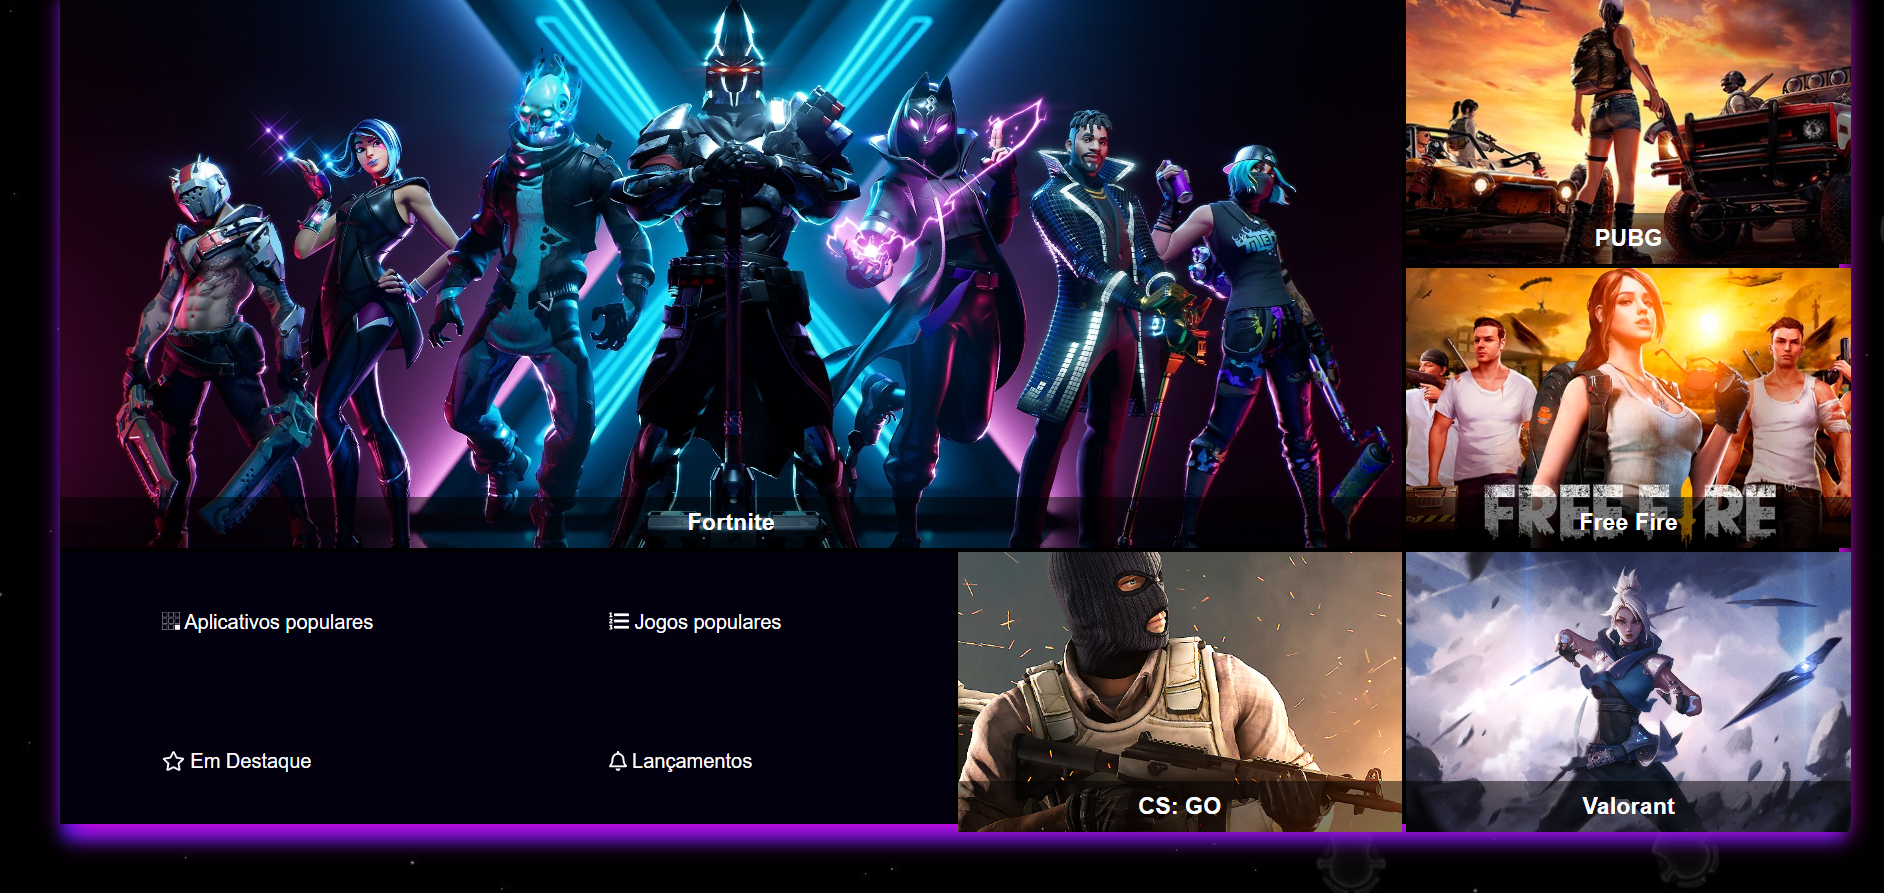 PUBG
FREE FIRE
Free Fire
Fortnite
Aplicativos populares
Jogos populares
Em Destaque
Lançamentos
CS: GO
Valorant